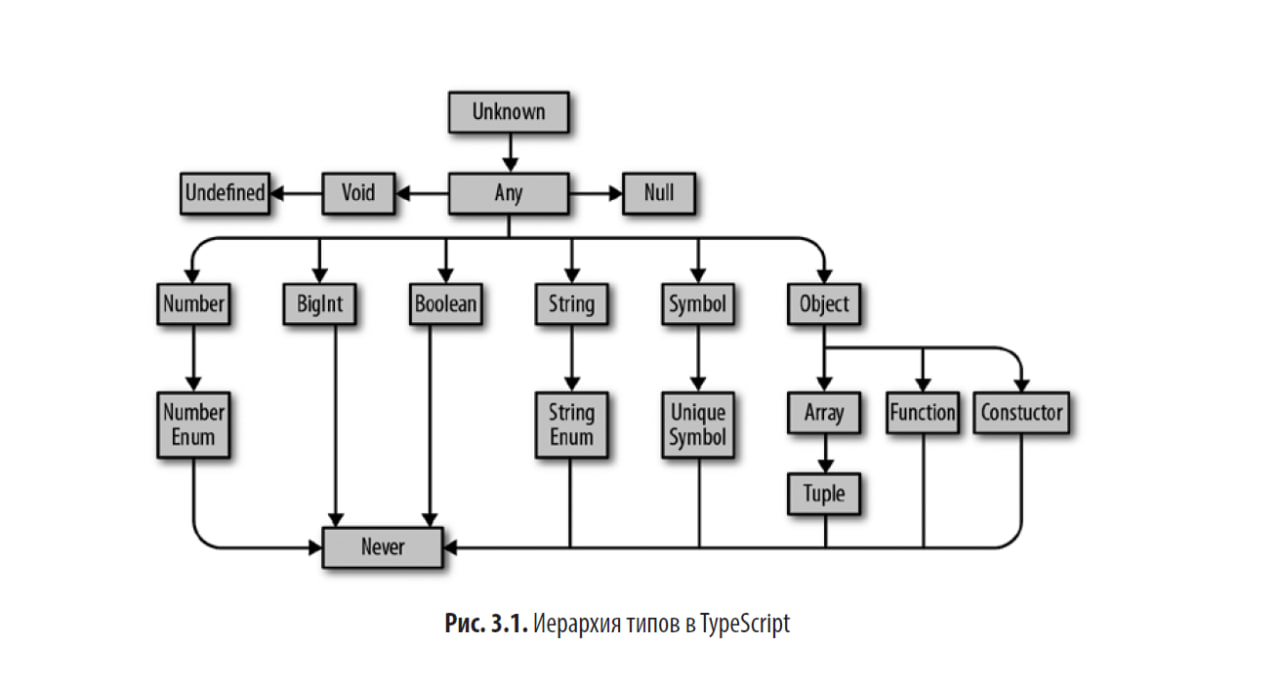 Unknown
Undefined
Void
Any
Null
Number
BigInt
Boolean
String
Symbol
Object
Number
Enum
String
Enum
Unique
Symbol
Array
Function
Constuctor
Tuple
Never
Рис. 3.1. Иерархия типов в TypeScript